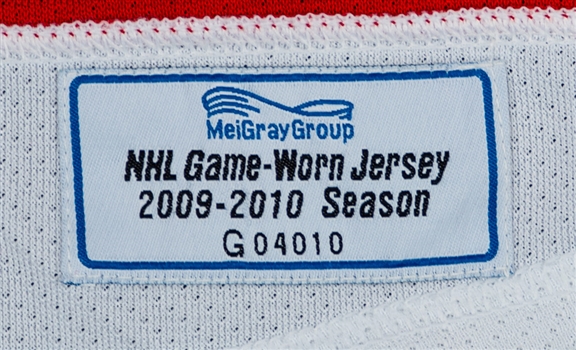 MeiGrayGroup
NHL Game-Worn Jersey
2009-2010 Season
G04010